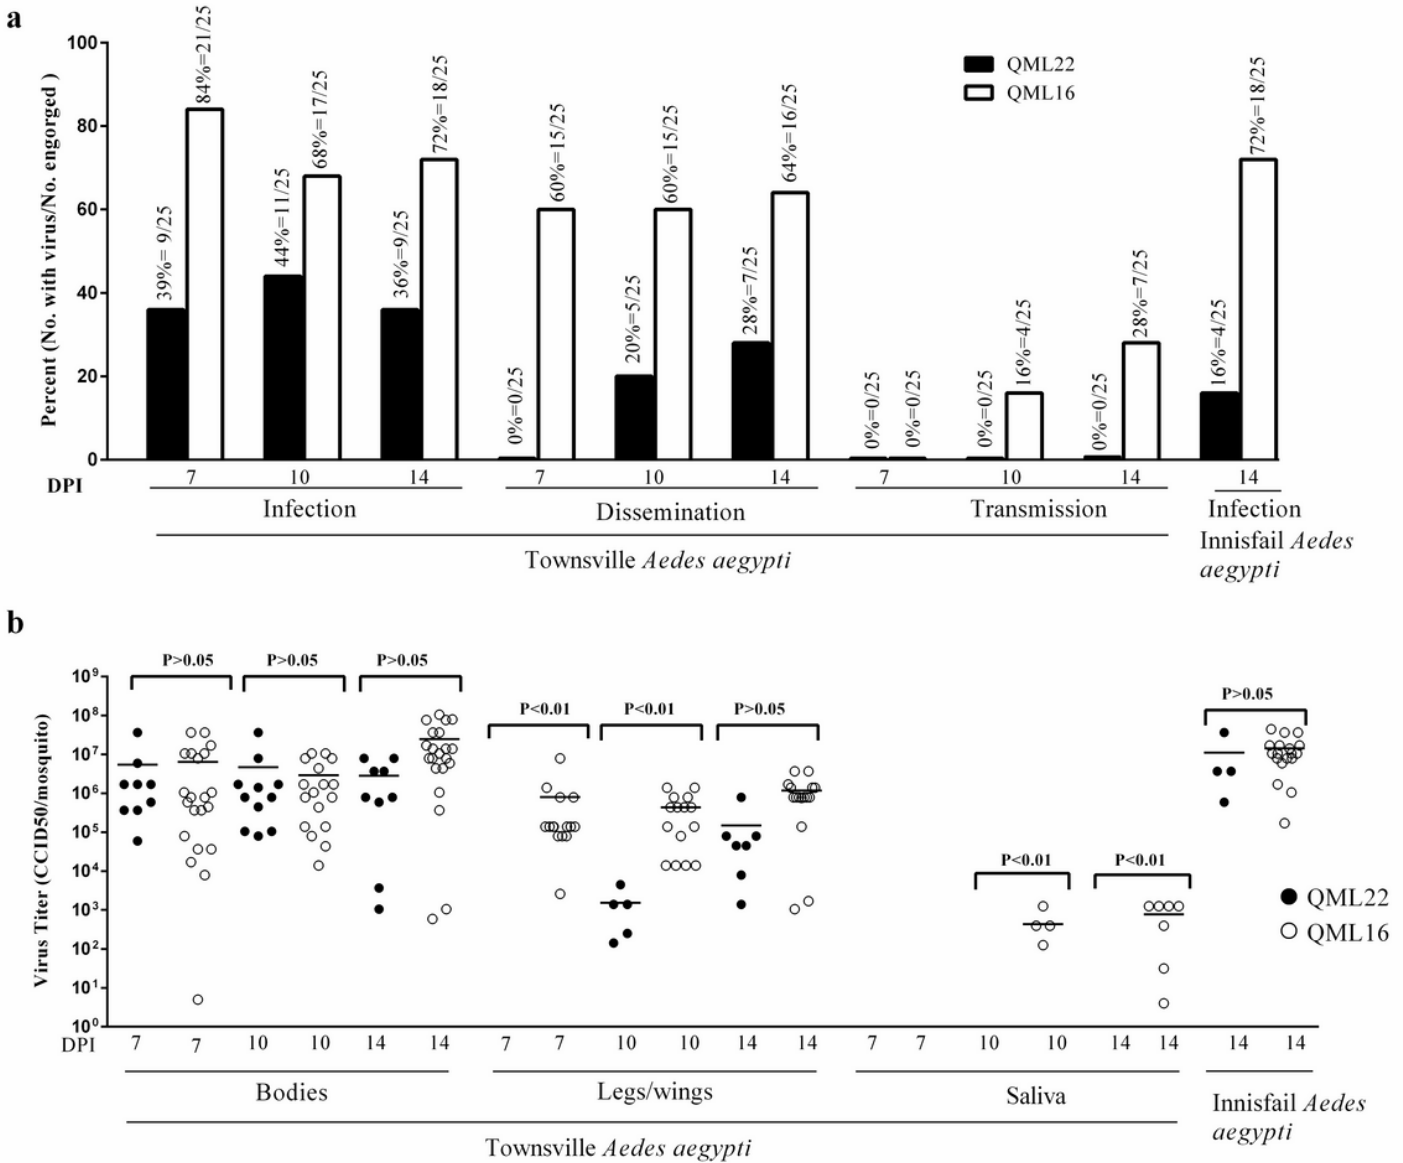 a
Percent (No. with virus/No. engorged )
100
80
60
40
20
0
39%= 9/25
84%=21/25
44%=11/25
68%=17/25
36%=9/25
72%=18/25
0%=0/25
60%=15/25
20%=5/25
60%=15/25
28%=7/25
64%=16/25
0%=0/25
0%=0/25
0%=0/25
16%=4/25
0%=0/25
28%=7/25
16%=4/25
72%=18/25
QML22
QML16
DPI
7 10 14 7 10 14 7 10 14 14
Infection Dissemination Transmission Infection
Townsville Aedes aegypti
Innisfail Aedes
aegypti
b
Virus Titer (CCID50/mosquito)
10⁹
10⁸
10⁷
10⁶
10⁵
10⁴
10³
10²
10¹
10⁰
P>0.05 P>0.05 P>0.05
P<0.01 P<0.01 P>0.05
P<0.01 P<0.01
P>0.05
QML22
QML16
DPI 7 7 10 10 14 14 7 7 10 10 14 14 7 7 10 10 14 14 14 14
Bodies Legs/wings Saliva
Innisfail Aedes
aegypti
Townsville Aedes aegypti